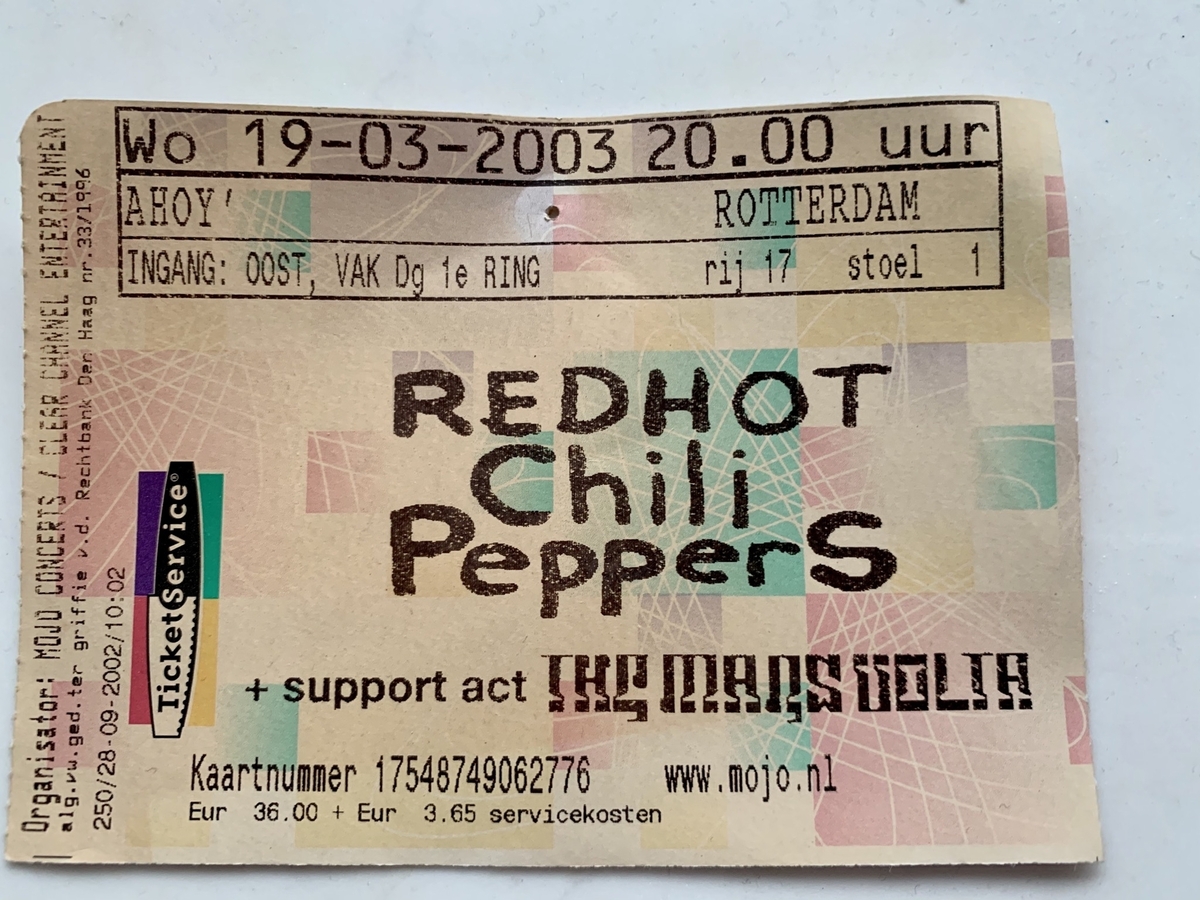 Wo 19-03-2003 20.00 uur
AHOY' ROTTERDAM
INGANG: OOST, VAK Dg 1e RING rij 17 stoel 1
REDHOT
Chili
PepperS
+ support act THE MARS VOLTA
Kaartnummer 17548749062776 www.mojo.nl
Eur 36.00 + Eur 3.65 servicekosten
TicketService®
Organisator: MOJO CONCERTS / CLEAR CHANNEL ENTERTAINMENT
alg.vw.ged.ter griffie v.d. Rechtbank Den Haag nr.33/1996
250/28-09-2002/10:02